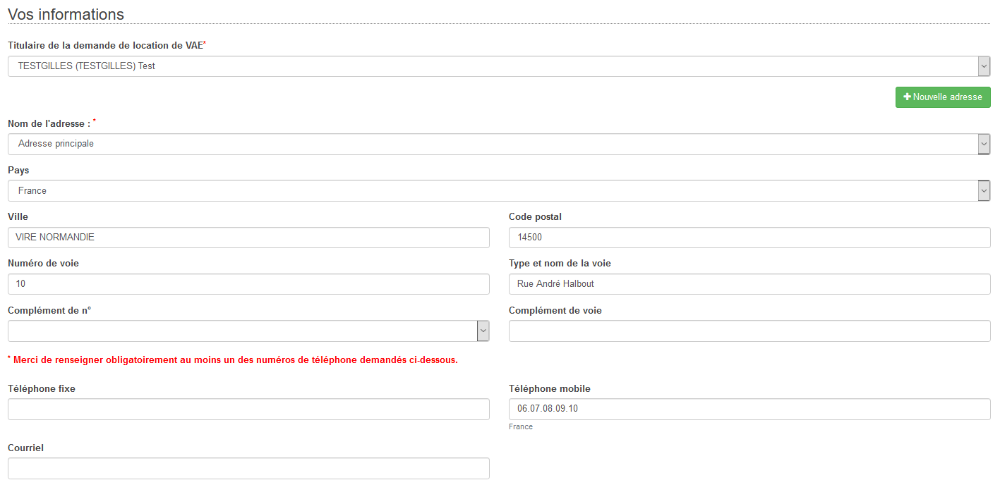 Vos informations
Titulaire de la demande de location de VAE*
TESTGILLES (TESTGILLES) Test
Nouvelle adresse
Nom de l'adresse : *
Adresse principale
Pays
France
Ville
Code postal
VIRE NORMANDIE
14500
Numéro de voie
Type et nom de la voie
10
Rue André Halbout
Complément de n°
Complément de voie
* Merci de renseigner obligatoirement au moins un des numéros de téléphone demandés ci-dessous.
Téléphone fixe
Téléphone mobile
06.07.08.09.10
France
Courriel